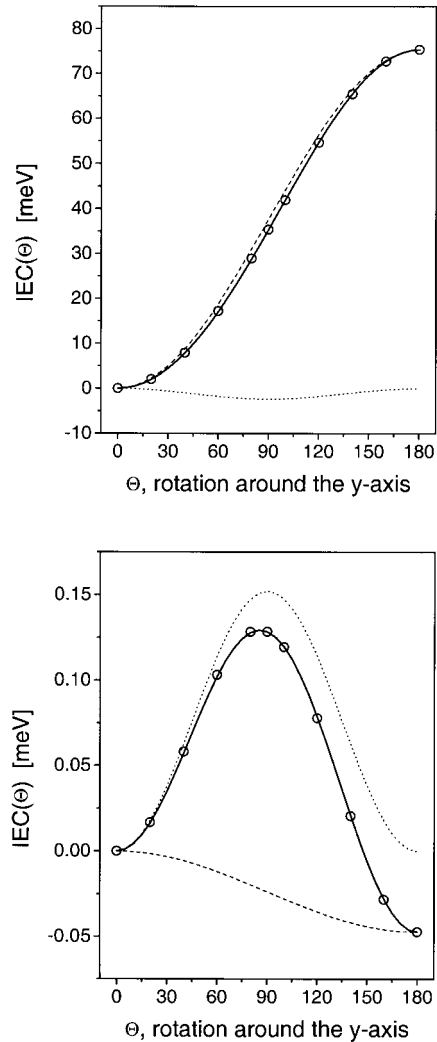 80
70
60
50
40
30
20
10
0
-10
IEC(Θ) [meV]
0 30 60 90 120 150 180
Θ, rotation around the y-axis
0.15
0.10
0.05
0.00
-0.05
IEC(Θ) [meV]
0 30 60 90 120 150 180
Θ, rotation around the y-axis